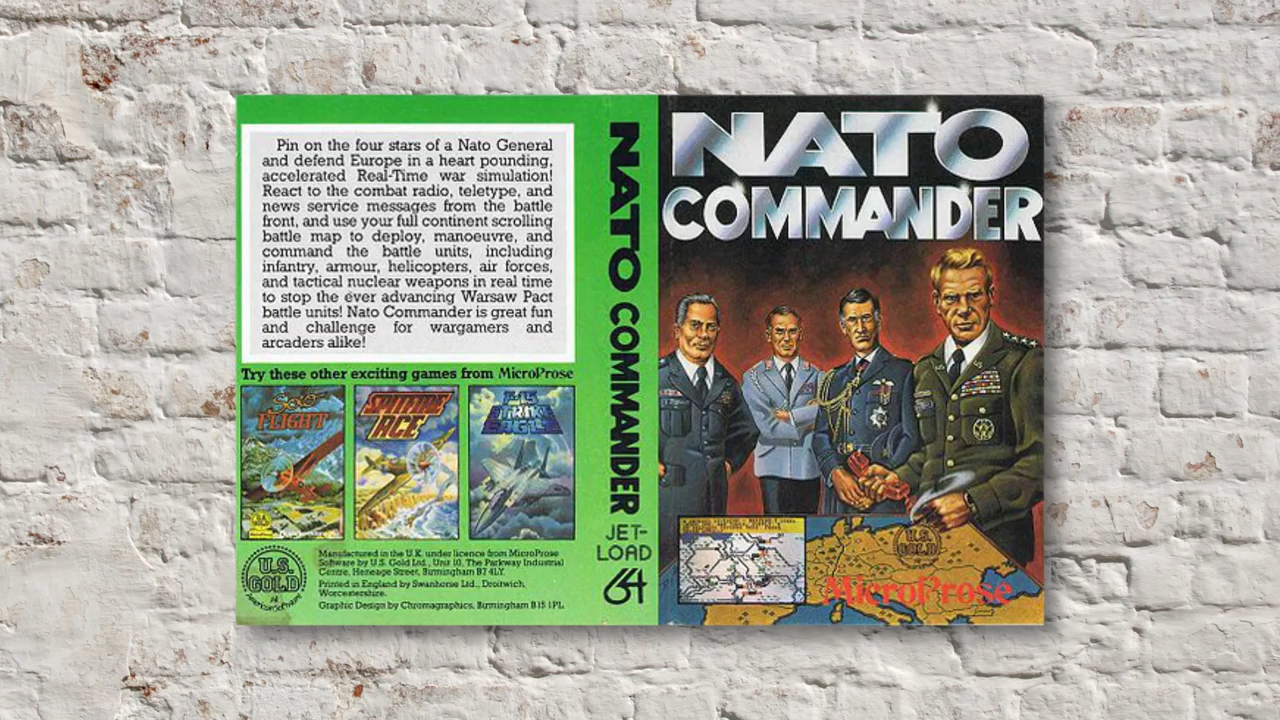 Pin on the four stars of a Nato General
and defend Europe in a heart pounding,
accelerated Real-Time war simulation!
React to the combat radio, teletype, and
news service messages from the battle
front, and use your full continent scrolling
battle map to deploy, manoeuvre, and
command the battle units, including
infantry, armour, helicopters, air forces,
and tactical nuclear weapons in real time
to stop the ever advancing Warsaw Pact
battle units! Nato Commander is great fun
and challenge for wargamers and
arcaders alike!
Try these other exciting games from MicroProse
Solo
FLIGHT
SPITFIRE
ACE
F-15
STRIKE
EAGLE
U.S.
GOLD
Manufactured in the U.K. under licence from MicroProse
Software by U.S. Gold Ltd., Unit 10, The Parkway Industrial
Centre, Heneage Street, Birmingham B7 4LY.
Printed in England by Swanhorse Ltd., Droitwich,
Worcestershire.
Graphic Design by Chromagraphics, Birmingham B15 1PL
NATO COMMANDER
JET-
LOAD
64
NATO
COMMANDER
U.S.
GOLD
MicroProse